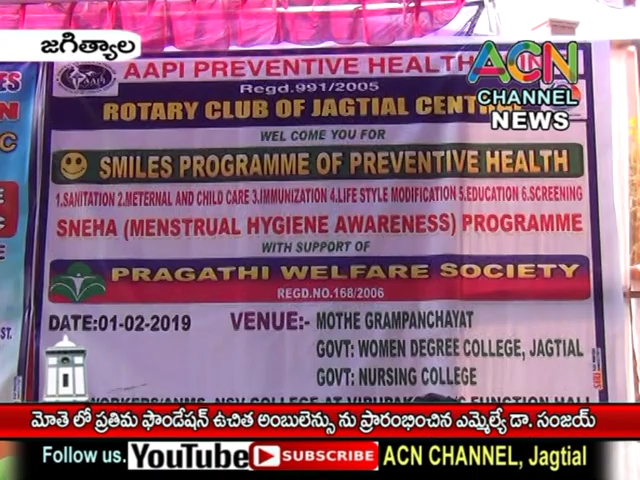 జగిత్యాల
AAPI PREVENTIVE HEALTH
AAPI
IN
Regd.991/2005
ROTARY CLUB OF JAGTIAL
ACN
CHANNEL
NEWS
WEL COME YOU FOR
SMILES PROGRAMME OF PREVENTIVE HEALTH
1.SANITATION 2.METERNAL AND CHILD CARE 3.IMMUNIZATION 4.LIFE STYLE MODIFICATION 5.EDUCATION 6.SCREENING
SNEHA (MENSTRUAL HYGIENE AWARENESS) PROGRAMME
WITH SUPPORT OF
PRAGATHI WELFARE SOCIETY
REGD.NO.168/2006
DATE:01-02-2019 VENUE:- MOTHE GRAMPANCHAYAT
GOVT: WOMEN DEGREE COLLEGE, JAGTIAL
GOVT: NURSING COLLEGE
ST.
మోతె లో ప్రతిమ ఫౌండేషన్ ఉచిత అంబులెన్సు ను ప్రారంభించిన ఎమ్మెల్యే డా. సంజయ్
Follow us.on YouTube SUBSCRIBE ACN CHANNEL, Jagtial